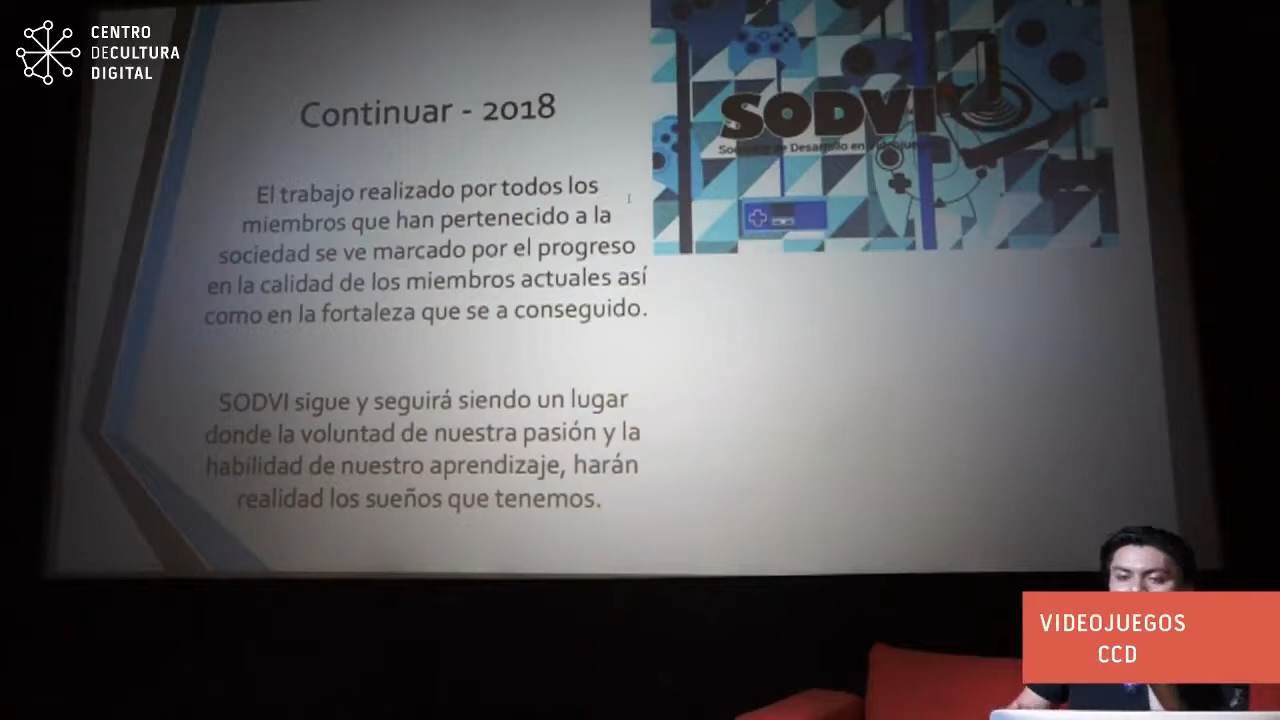 CENTRO
DECULTURA
DIGITAL
Continuar - 2018
El trabajo realizado por todos los
miembros que han pertenecido a la
sociedad se ve marcado por el progreso
en la calidad de los miembros actuales así
como en la fortaleza que se a conseguido.
SODVI sigue y seguirá siendo un lugar
donde la voluntad de nuestra pasión y la
habilidad de nuestro aprendizaje, harán
realidad los sueños que tenemos.
SODVI
de Desarrollo en
VIDEOJUEGOS
CCD